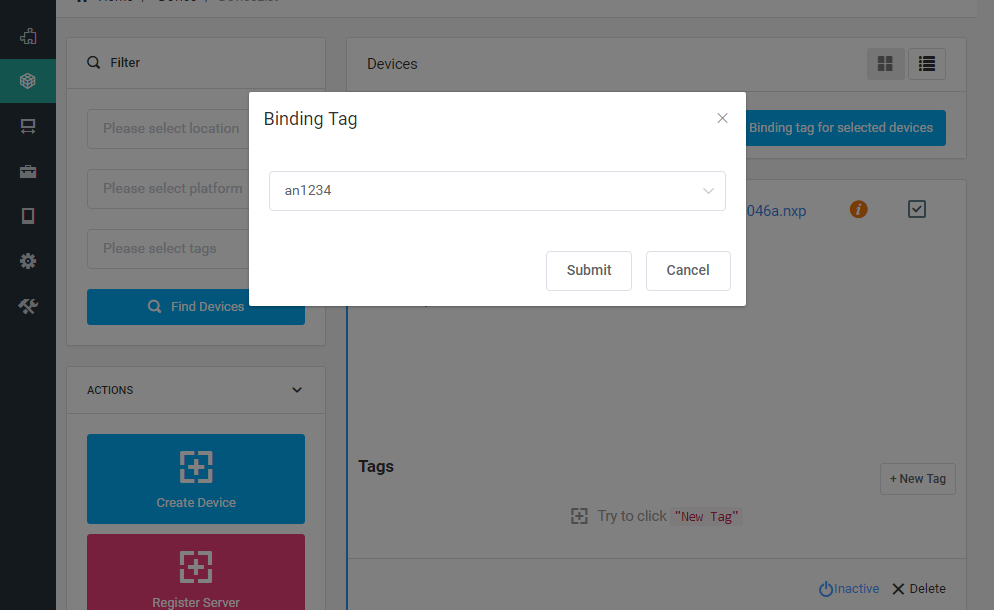 Filter
Devices
Please select location
Binding tag for selected devices
Binding Tag
Please select platform
an1234
046a.nxp
Please select tags
Submit
Cancel
Find Devices
ACTIONS
Create Device
Tags
+ New Tag
Try to click "New Tag"
Register Server
Inactive
Delete